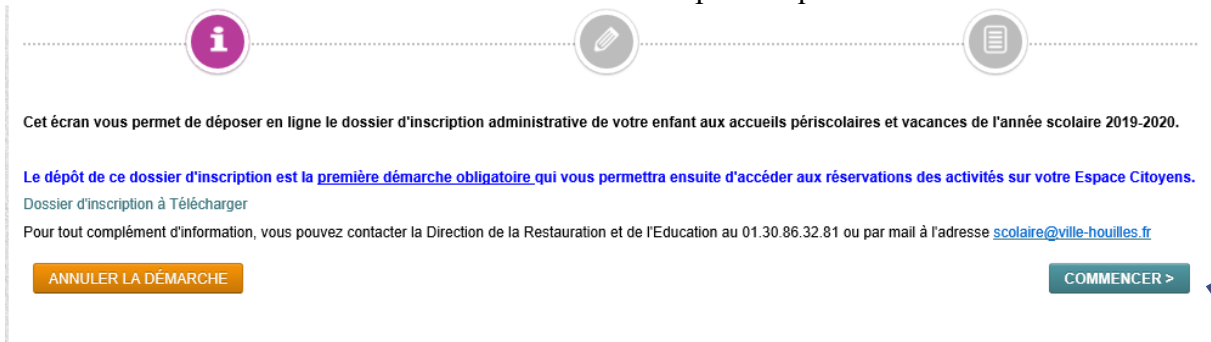 Cet écran vous permet de déposer en ligne le dossier d'inscription administrative de votre enfant aux accueils périscolaires et vacances de l'année scolaire 2019-2020.
Le dépôt de ce dossier d'inscription est la première démarche obligatoire qui vous permettra ensuite d'accéder aux réservations des activités sur votre Espace Citoyens.
Dossier d'inscription à Télécharger
Pour tout complément d'information, vous pouvez contacter la Direction de la Restauration et de l'Education au 01.30.86.32.81 ou par mail à l'adresse scolaire@ville-houilles.fr
ANNULER LA DÉMARCHE
COMMENCER >